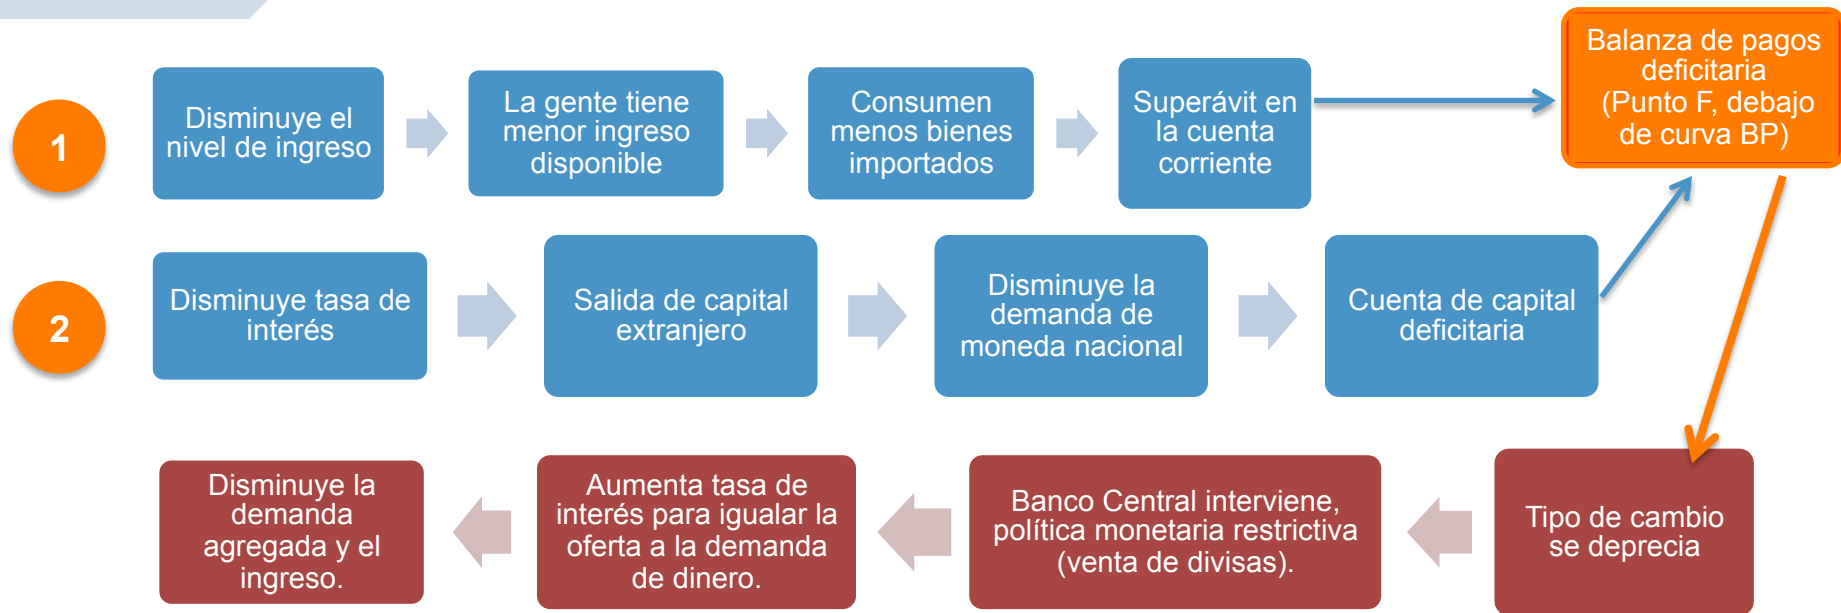 1
Disminuye el
nivel de ingreso
La gente tiene
menor ingreso
disponible
Consumen
menos bienes
importados
Superávit en
la cuenta
corriente
Balanza de pagos
deficitaria
(Punto F, debajo
de curva BP)
2
Disminuye tasa de
interés
Salida de capital
extranjero
Disminuye la
demanda de
moneda nacional
Cuenta de capital
deficitaria
Tipo de cambio
se deprecia
Banco Central interviene,
política monetaria restrictiva
(venta de divisas).
Aumenta tasa de
interés para igualar la
oferta a la demanda
de dinero.
Disminuye la
demanda
agregada y el
ingreso.